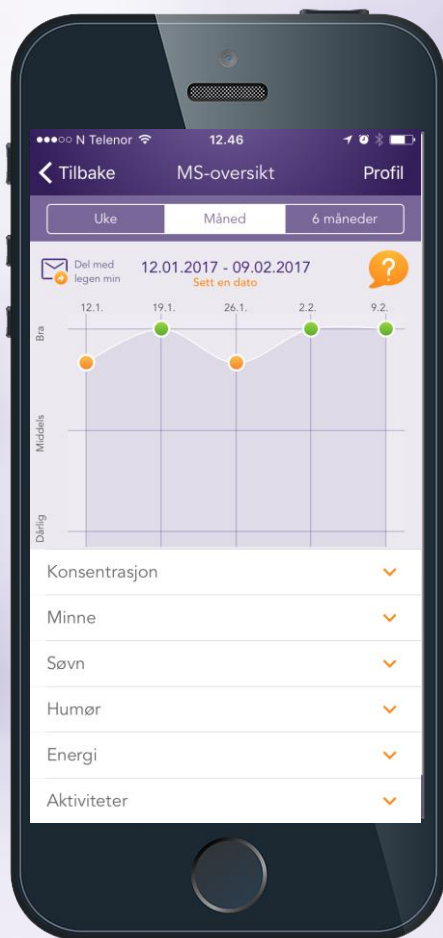 N Telenor 12.46
Tilbake MS-oversikt Profil
Uke Måned 6 måneder
Del med
legen min
12.01.2017 - 09.02.2017
Sett en dato
?
12.1. 19.1. 26.1. 2.2. 9.2.
Bra
Middels
Dårlig
Konsentrasjon
Minne
Søvn
Humør
Energi
Aktiviteter